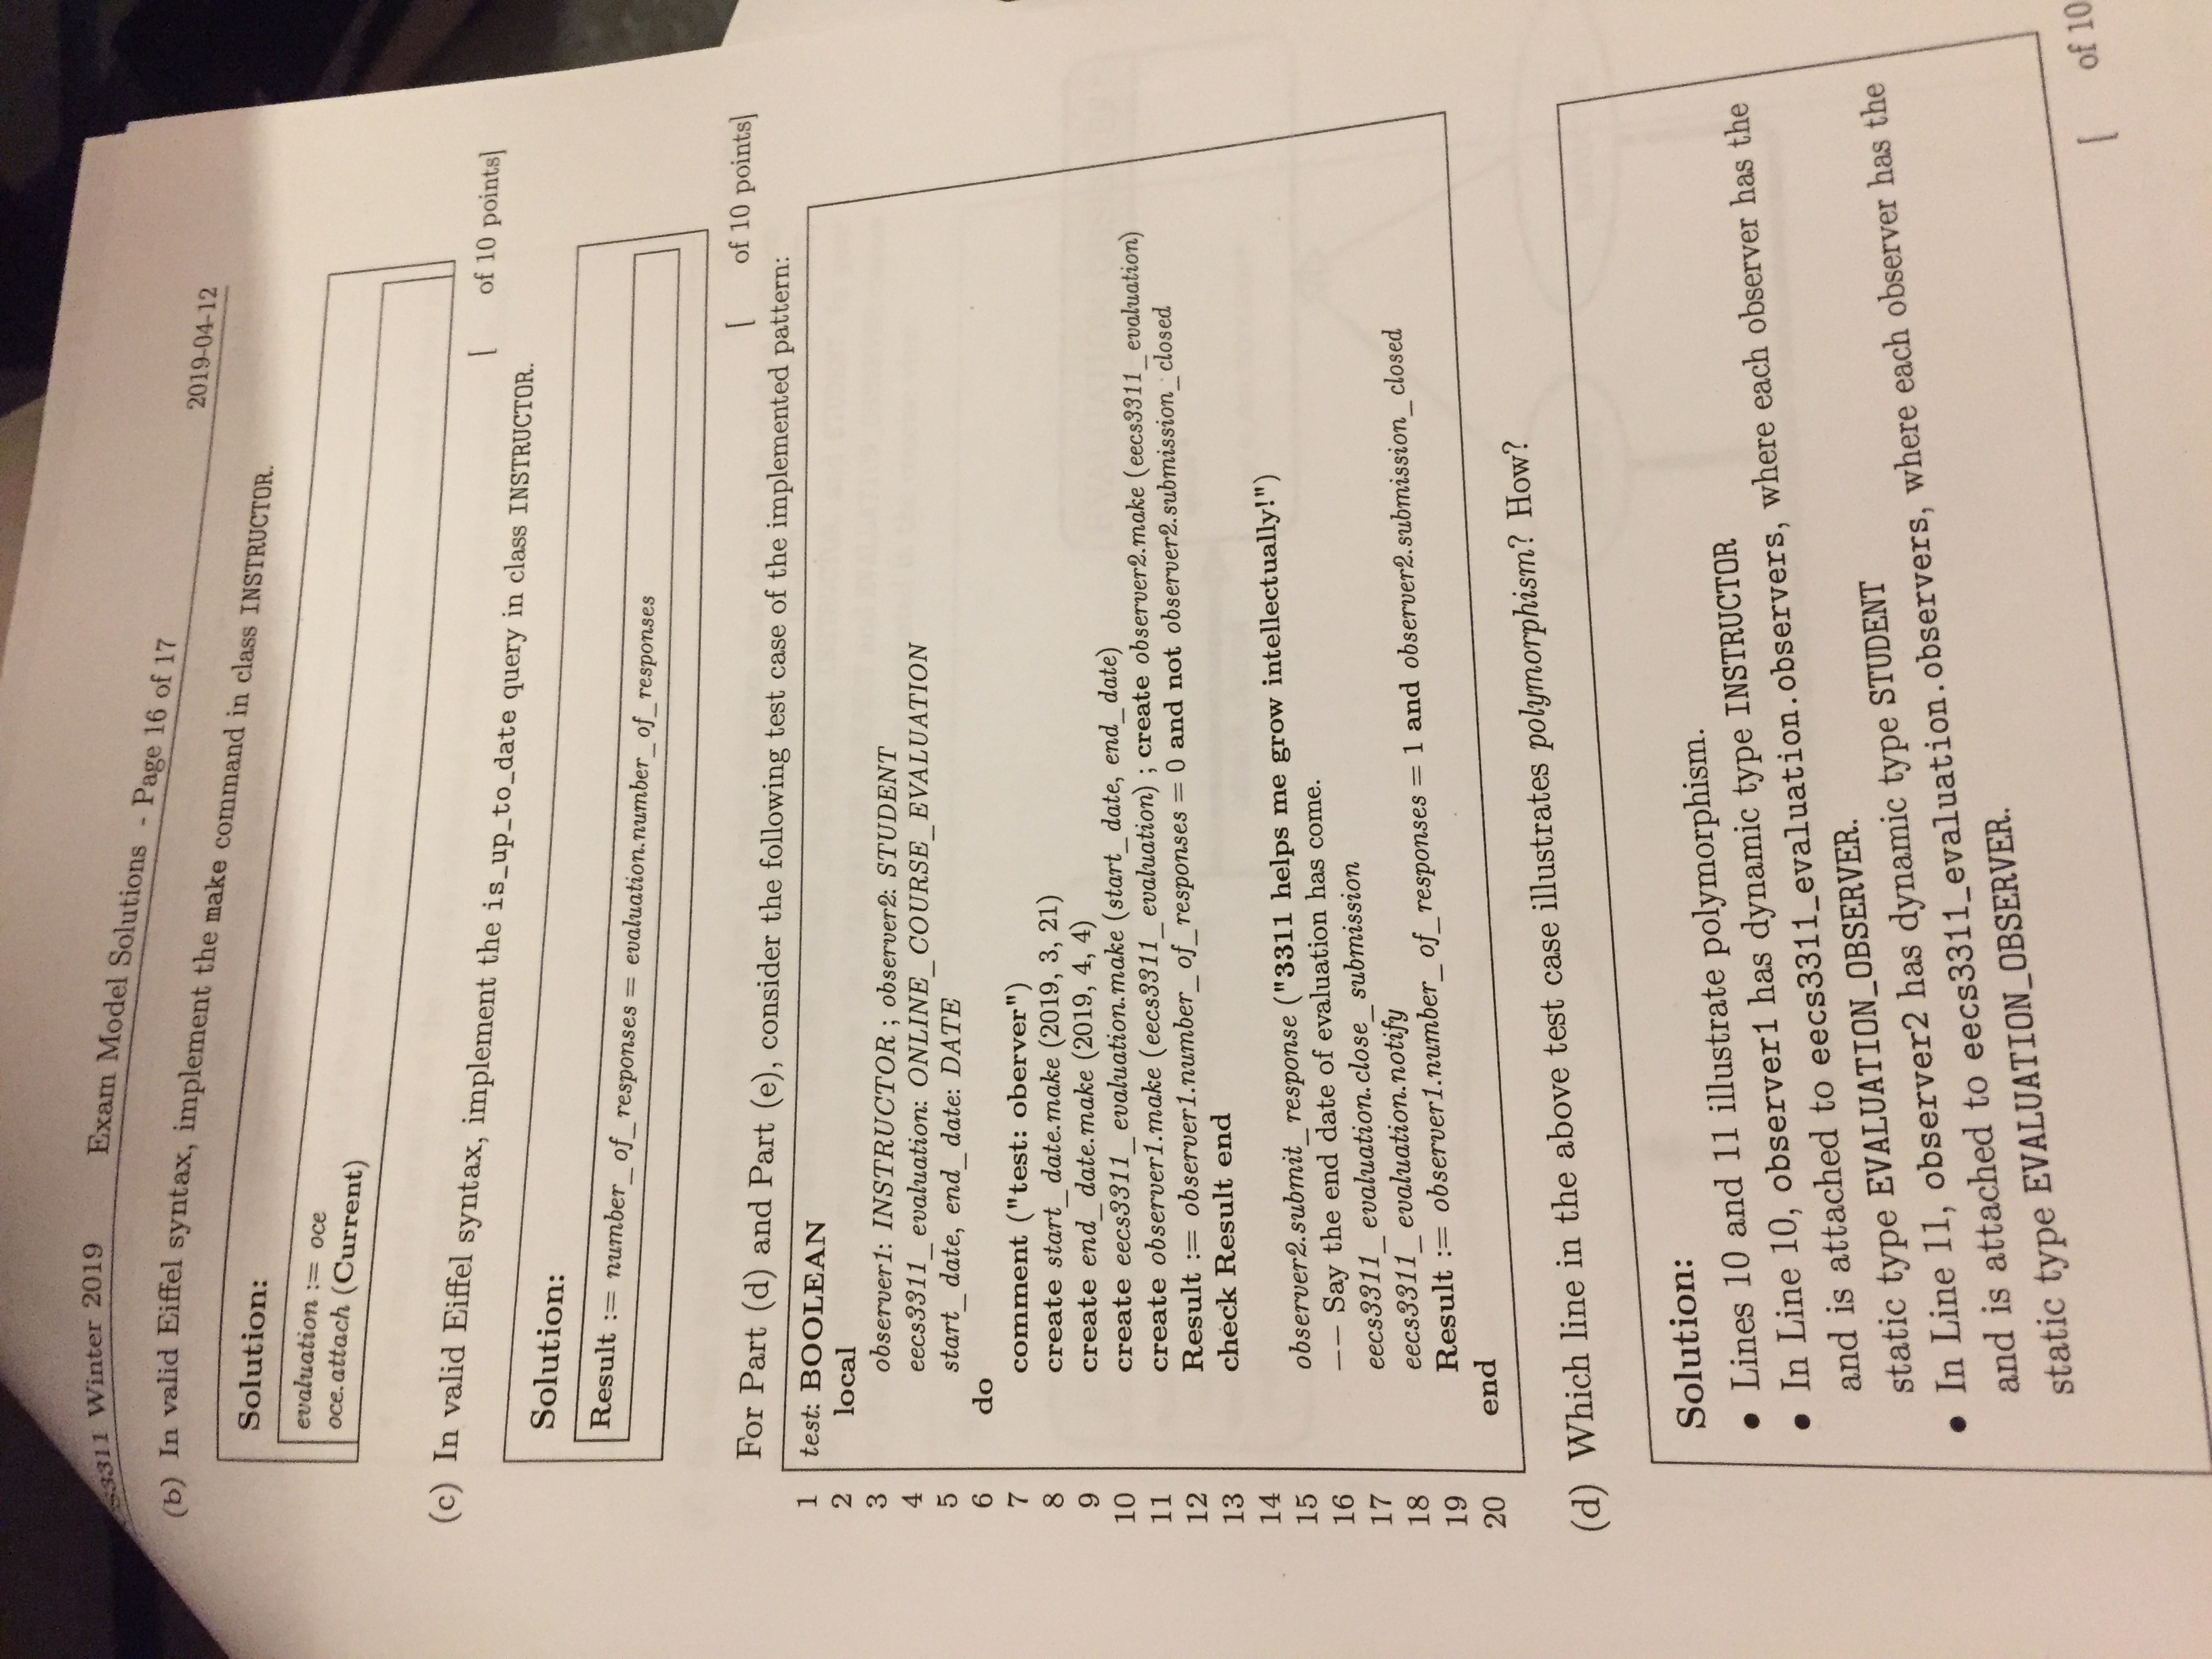 3311 Winter 2019 Exam Model Solutions - Page 16 of 17 2019-04-12
(b) In valid Eiffel syntax, implement the make command in class INSTRUCTOR.
Solution:
evaluation := oce
oce.attach (Current)
[ of 10 points]
(c) In valid Eiffel syntax, implement the is_up_to_date query in class INSTRUCTOR.
Solution:
Result := number_of_responses = evaluation.number_of_responses
[ of 10 points]
For Part (d) and Part (e), consider the following test case of the implemented pattern:
1 test: BOOLEAN
2 local
3 observer1: INSTRUCTOR ; observer2: STUDENT
4 eecs3311_evaluation: ONLINE_COURSE_EVALUATION
5 start_date, end_date: DATE
6 do
7 comment ("test: oberver")
8 create start_date.make (2019, 3, 21)
9 create end_date.make (2019, 4, 4)
10 create eecs3311_evaluation.make (start_date, end_date)
11 create observer1.make (eecs3311_evaluation) ; create observer2.make (eecs3311_evaluation)
12 Result := observer1.number_of_responses = 0 and not observer2.submission_closed
13 check Result end
14
15 observer2.submit_response ("3311 helps me grow intellectually!")
16 -- Say the end date of evaluation has come.
17 eecs3311_evaluation.close_submission
18 eecs3311_evaluation.notify
19 Result := observer1.number_of_responses = 1 and observer2.submission_closed
20 end
(d) Which line in the above test case illustrates polymorphism? How?
Solution:
• Lines 10 and 11 illustrate polymorphism.
• In Line 10, observer1 has dynamic type INSTRUCTOR
and is attached to eecs3311_evaluation.observers, where each observer has the
static type EVALUATION_OBSERVER.
• In Line 11, observer2 has dynamic type STUDENT
and is attached to eecs3311_evaluation.observers, where each observer has the
static type EVALUATION_OBSERVER.
[ of 10